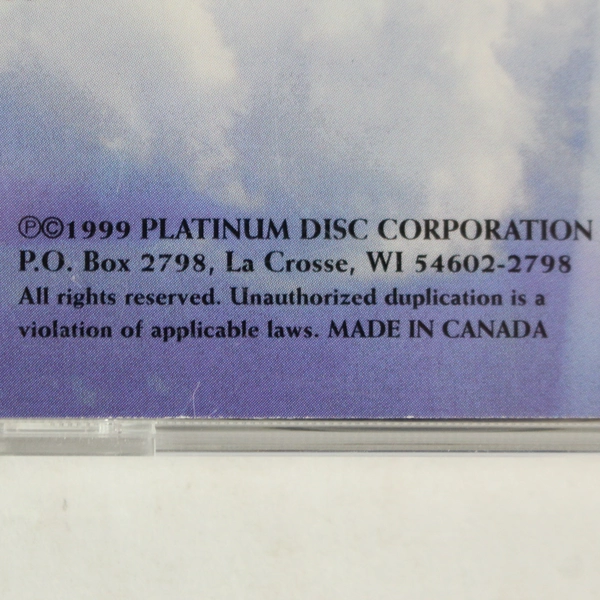 ℗©1999 PLATINUM DISC CORPORATION
P.O. Box 2798, La Crosse, WI 54602-2798
All rights reserved. Unauthorized duplication is a
violation of applicable laws. MADE IN CANADA